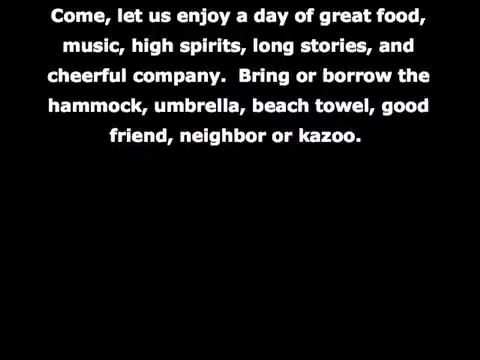 Come, let us enjoy a day of great food,
music, high spirits, long stories, and
cheerful company.  Bring or borrow the
hammock, umbrella, beach towel, good
friend, neighbor or kazoo.